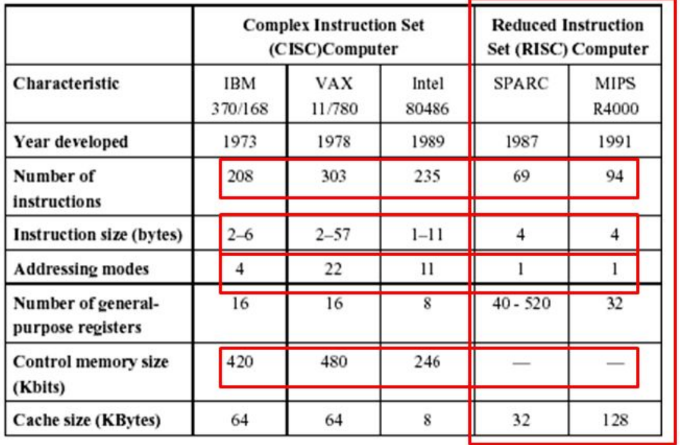 Complex Instruction Set Reduced Instruction
(CISC)Computer Set (RISC) Computer
Characteristic IBM VAX Intel SPARC MIPS
370/168 11/780 80486 R4000
Year developed 1973 1978 1989 1987 1991
Number of 208 303 235 69 94
instructions
Instruction size (bytes) 2–6 2–57 1–11 4 4
Addressing modes 4 22 11 1 1
Number of general- 16 16 8 40 - 520 32
purpose registers
Control memory size 420 480 246 — —
(Kbits)
Cache size (KBytes) 64 64 8 32 128